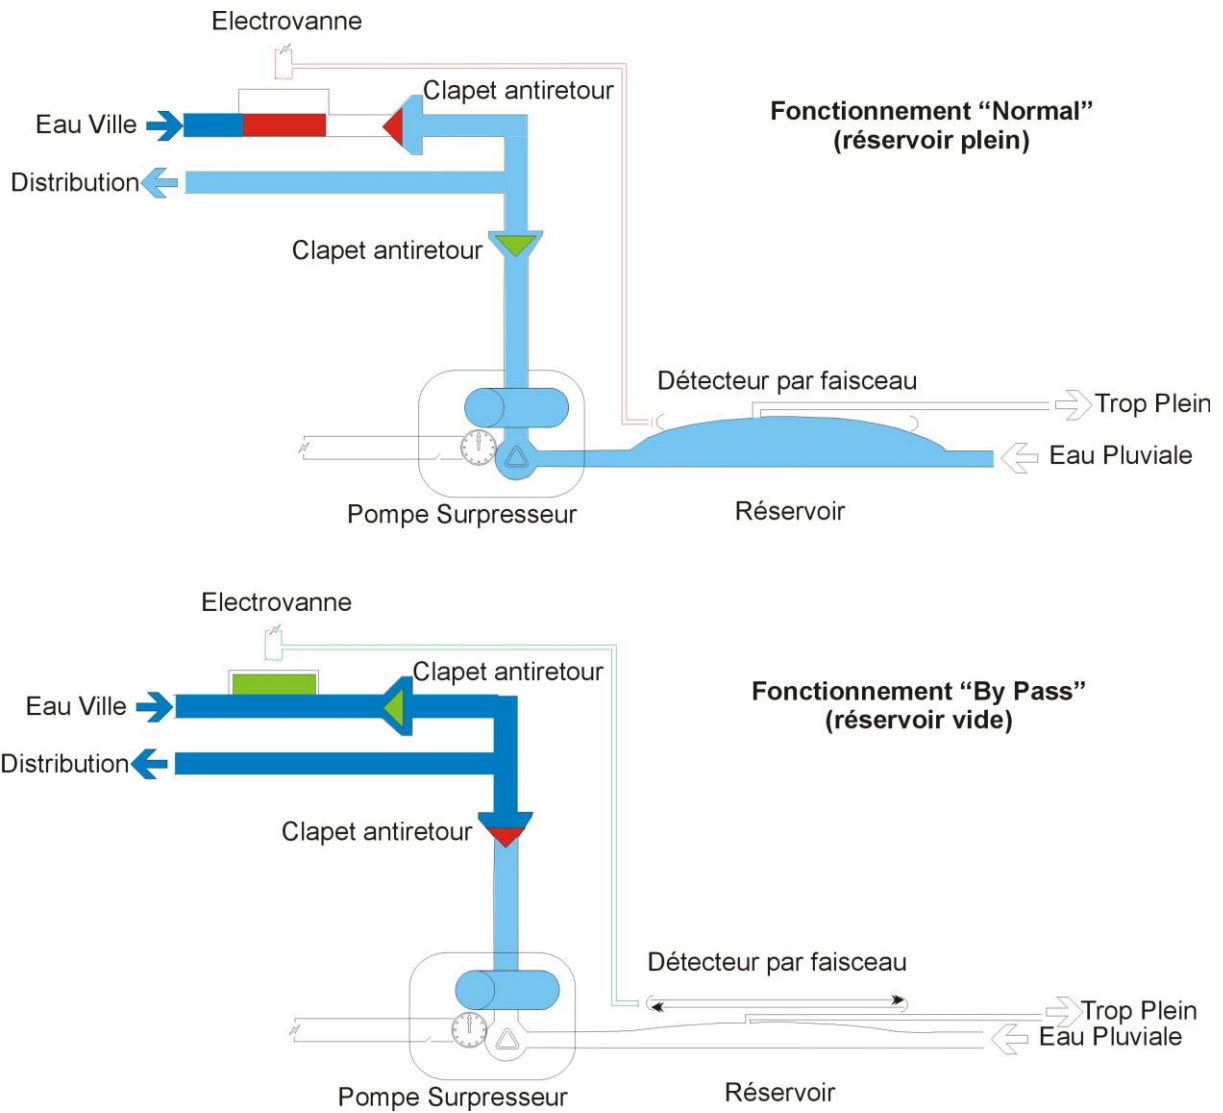 Electrovanne
Clapet antiretour
Fonctionnement “Normal”
(réservoir plein)
Eau Ville
Distribution
Clapet antiretour
Détecteur par faisceau
Trop Plein
Eau Pluviale
Pompe Surpresseur
Réservoir
Electrovanne
Clapet antiretour
Fonctionnement “By Pass”
(réservoir vide)
Eau Ville
Distribution
Clapet antiretour
Détecteur par faisceau
Trop Plein
Eau Pluviale
Pompe Surpresseur
Réservoir